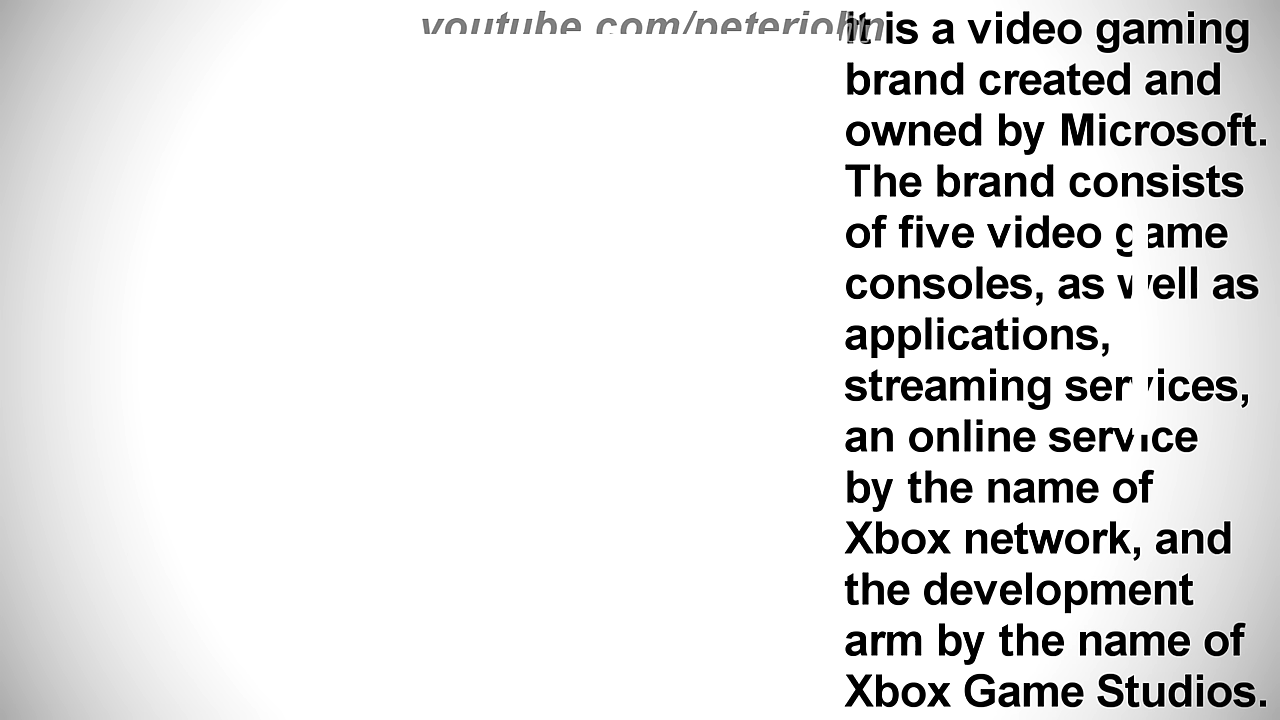 youtube.com/peterjohn
it is a video gaming
brand created and
owned by Microsoft.
The brand consists
of five video game
consoles, as well as
applications,
streaming services,
an online service
by the name of
Xbox network, and
the development
arm by the name of
Xbox Game Studios.